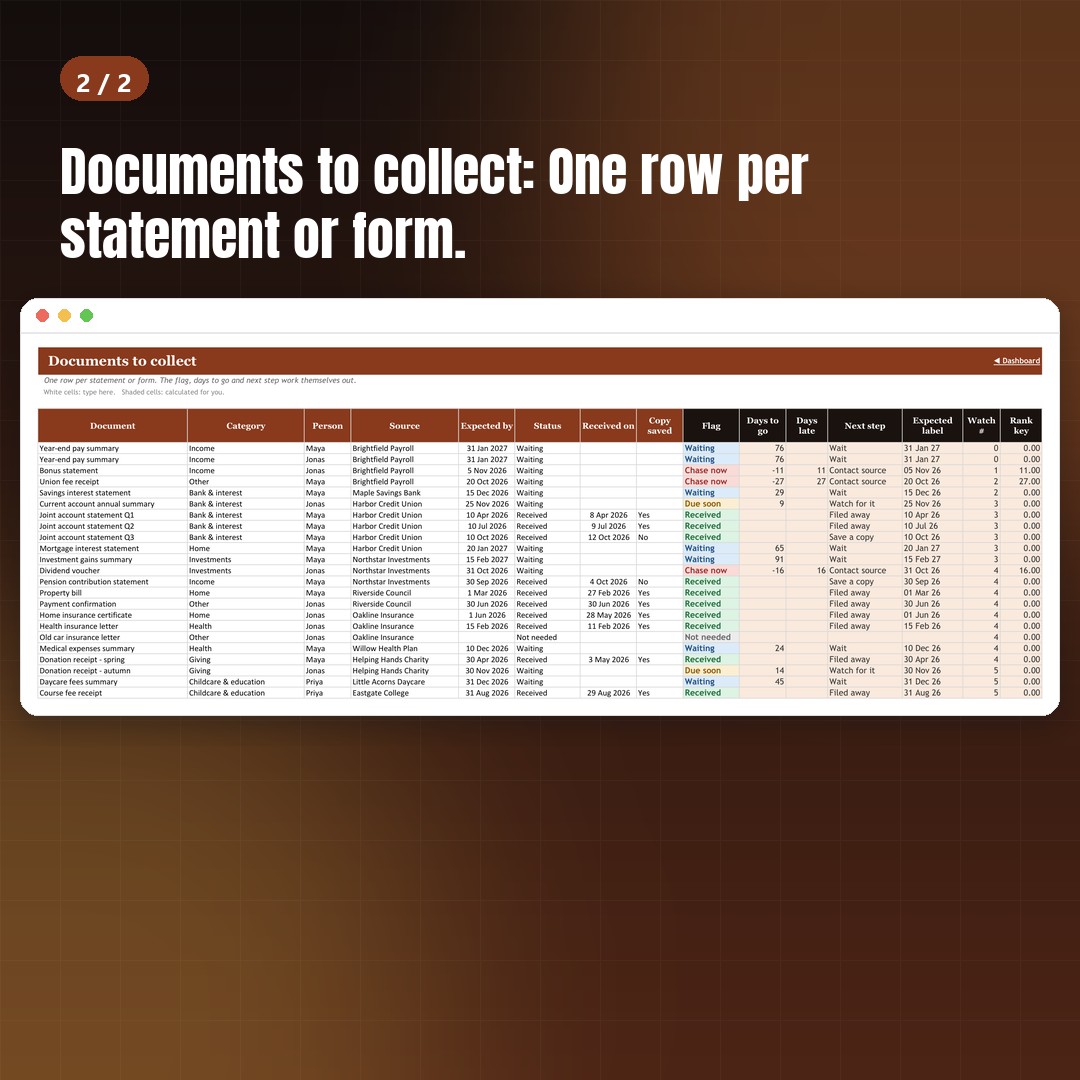 2 / 2
Documents to collect: One row per
statement or form.
Documents to collect ◀ Dashboard
One row per statement or form. The flag, days to go and next step work themselves out.
White cells: type here. Shaded cells: calculated for you.
Document Category Person Source Expected by Status Received on Copy saved Flag Days to go Days late Next step Expected label Watch # Rank key
Year-end pay summary Income Maya Brightfield Payroll 31 Jan 2027 Waiting Waiting 76 Wait 31 Jan 27 0 0.00
Year-end pay summary Income Jonas Brightfield Payroll 31 Jan 2027 Waiting Waiting 76 Wait 31 Jan 27 0 0.00
Bonus statement Income Maya Brightfield Payroll 5 Nov 2026 Waiting Chase now -11 11 Contact source 05 Nov 26 1 11.00
Union fee receipt Other Maya Brightfield Payroll 20 Oct 2026 Waiting Chase now -27 27 Contact source 20 Oct 26 2 27.00
Savings interest statement Bank & interest Maya Maple Savings Bank 15 Dec 2026 Waiting Waiting 29 Wait 15 Dec 26 2 0.00
Current account annual summary Bank & interest Jonas Harbor Credit Union 25 Nov 2026 Waiting Due soon 9 Watch for it 25 Nov 26 3 0.00
Joint account statement Q1 Bank & interest Maya Harbor Credit Union 10 Apr 2026 Received 8 Apr 2026 Yes Received Filed away 10 Apr 26 3 0.00
Joint account statement Q2 Bank & interest Maya Harbor Credit Union 10 Jul 2026 Received 9 Jul 2026 Yes Received Filed away 10 Jul 26 3 0.00
Joint account statement Q3 Bank & interest Maya Harbor Credit Union 10 Oct 2026 Received 12 Oct 2026 No Received Save a copy 10 Oct 26 3 0.00
Mortgage interest statement Home Maya Harbor Credit Union 20 Jan 2027 Waiting Waiting 65 Wait 20 Jan 27 3 0.00
Investment gains summary Investments Maya Northstar Investments 15 Feb 2027 Waiting Waiting 91 Wait 15 Feb 27 3 0.00
Dividend voucher Investments Jonas Northstar Investments 31 Oct 2026 Waiting Chase now -16 16 Contact source 31 Oct 26 4 16.00
Pension contribution statement Income Maya Northstar Investments 30 Sep 2026 Received 4 Oct 2026 No Received Save a copy 30 Sep 26 4 0.00
Property bill Home Maya Riverside Council 1 Mar 2026 Received 27 Feb 2026 Yes Received Filed away 01 Mar 26 4 0.00
Payment confirmation Other Jonas Riverside Council 30 Jun 2026 Received 30 Jun 2026 Yes Received Filed away 30 Jun 26 4 0.00
Home insurance certificate Home Jonas Oakline Insurance 1 Jun 2026 Received 28 May 2026 Yes Received Filed away 01 Jun 26 4 0.00
Health insurance letter Health Maya Oakline Insurance 15 Feb 2026 Received 11 Feb 2026 Yes Received Filed away 15 Feb 26 4 0.00
Old car insurance letter Other Jonas Oakline Insurance Not needed Not needed 4 0.00
Medical expenses summary Health Maya Willow Health Plan 10 Dec 2026 Waiting Waiting 24 Wait 10 Dec 26 4 0.00
Donation receipt - spring Giving Maya Helping Hands Charity 30 Apr 2026 Received 3 May 2026 Yes Received Filed away 30 Apr 26 4 0.00
Donation receipt - autumn Giving Jonas Helping Hands Charity 30 Nov 2026 Waiting Due soon 14 Watch for it 30 Nov 26 5 0.00
Daycare fees summary Childcare & education Priya Little Acorns Daycare 31 Dec 2026 Waiting Waiting 45 Wait 31 Dec 26 5 0.00
Course fee receipt Childcare & education Priya Eastgate College 31 Aug 2026 Received 29 Aug 2026 Yes Received Filed away 31 Aug 26 5 0.00